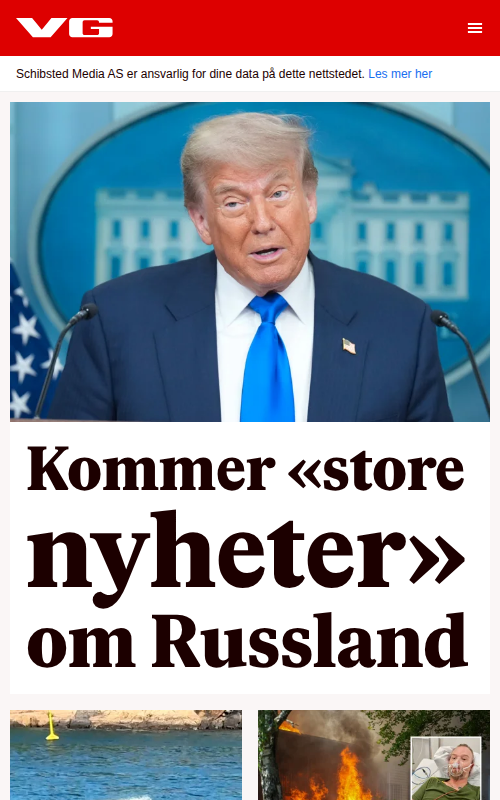 VG
Schibsted Media AS er ansvarlig for dine data på dette nettstedet. Les mer her
Kommer «store
nyheter»
om Russland